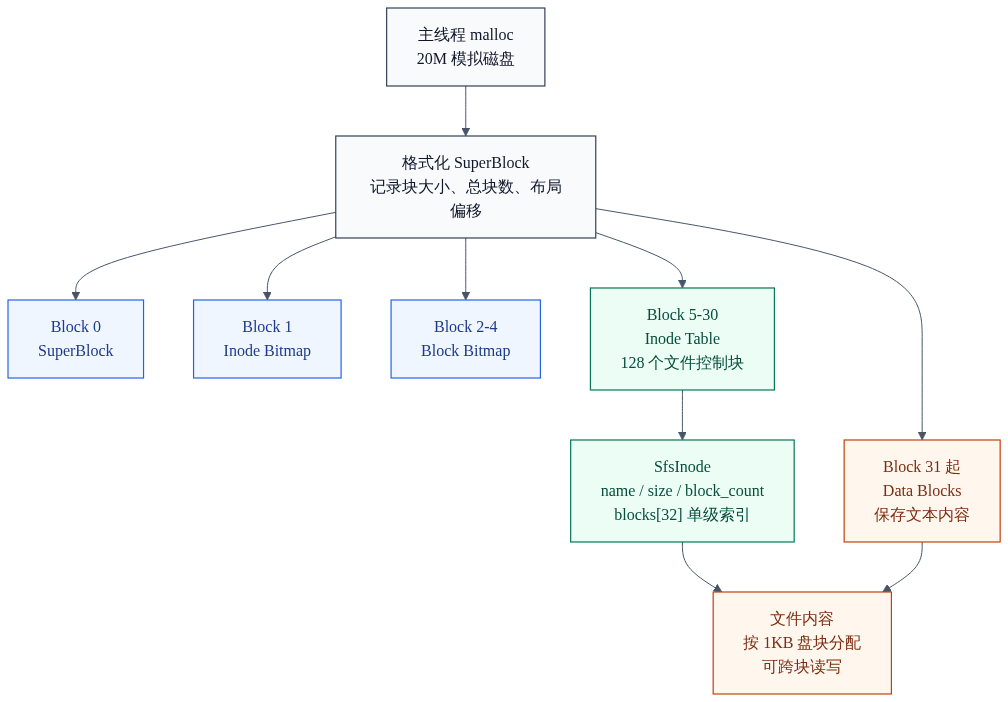 主线程 malloc
20M 模拟磁盘
格式化 SuperBlock
记录块大小、总块数、布局
偏移
Block 0
SuperBlock
Block 1
Inode Bitmap
Block 2-4
Block Bitmap
Block 5-30
Inode Table
128 个文件控制块
SfsInode
name / size / block_count
blocks[32] 单级索引
Block 31 起
Data Blocks
保存文本内容
文件内容
按 1KB 盘块分配
可跨块读写